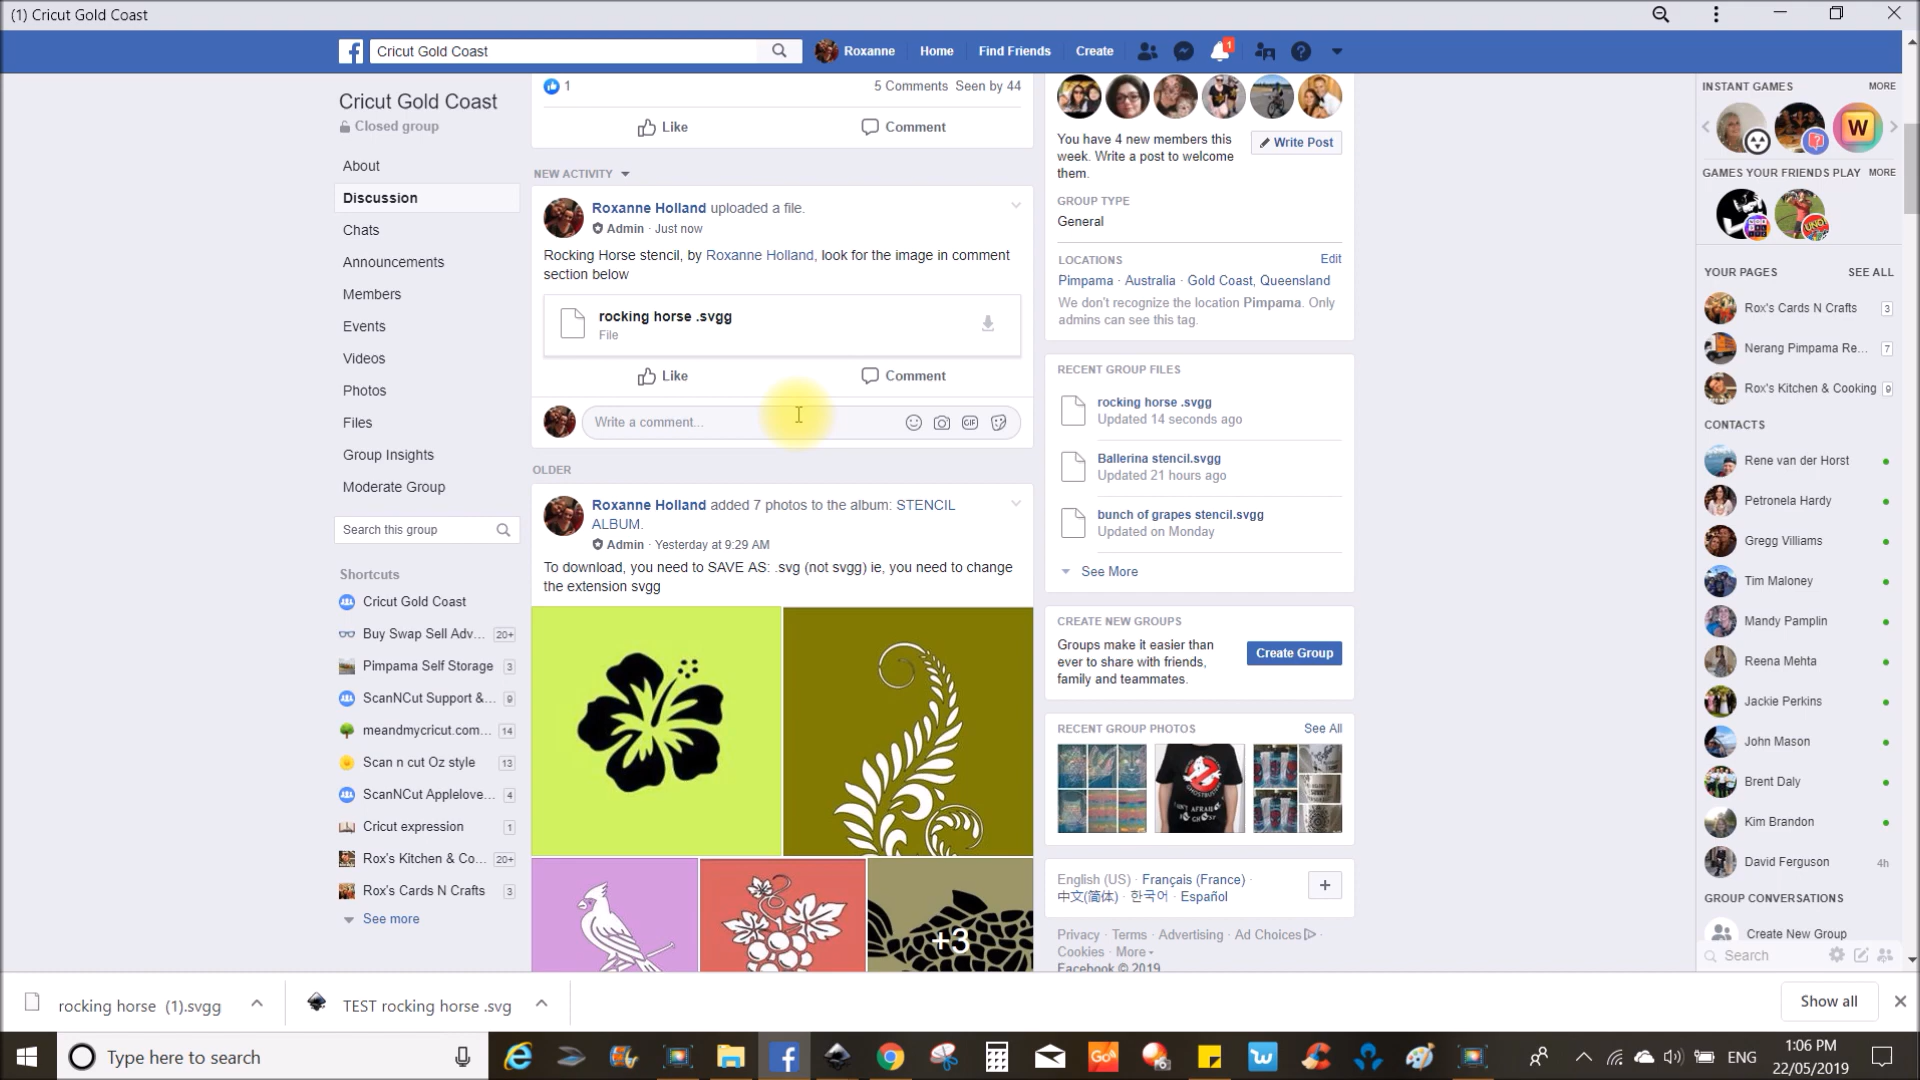 (1) Cricut Gold Coast
Cricut Gold Coast
Roxanne
Home
Find Friends
Create
1
Cricut Gold Coast
Closed group
About
Discussion
Chats
Announcements
Members
Events
Videos
Photos
Files
Group Insights
Moderate Group
Search this group
Shortcuts
Cricut Gold Coast
Buy Swap Sell Adv... 20+
Pimpama Self Storage 3
ScanNCut Support &... 9
meandmycricut.com... 14
Scan n cut Oz style 13
ScanNCut Applelove... 4
Cricut expression 1
Rox's Kitchen & Co... 20+
Rox's Cards N Crafts 3
See more
1
5 Comments Seen by 44
Like
Comment
NEW ACTIVITY
Roxanne Holland uploaded a file.
Admin · Just now
Rocking Horse stencil, by Roxanne Holland, look for the image in comment
section below
rocking horse .svgg
File
Like
Comment
Write a comment...
GIF
OLDER
Roxanne Holland added 7 photos to the album: STENCIL
ALBUM.
Admin · Yesterday at 9:29 AM
To download, you need to SAVE AS: .svg (not svgg) ie, you need to change
the extension svgg
+3
You have 4 new members this
week. Write a post to welcome
them.
Write Post
GROUP TYPE
General
LOCATIONS
Edit
Pimpama · Australia · Gold Coast, Queensland
We don't recognize the location Pimpama. Only
admins can see this tag.
RECENT GROUP FILES
rocking horse .svgg
Updated 14 seconds ago
Ballerina stencil.svgg
Updated 21 hours ago
bunch of grapes stencil.svgg
Updated on Monday
See More
CREATE NEW GROUPS
Groups make it easier than
ever to share with friends,
family and teammates.
Create Group
RECENT GROUP PHOTOS
See All
English (US) · Français (France) ·
中文(简体) · 한국어 · Español
Privacy · Terms · Advertising · Ad Choices ·
Cookies · More
Facebook © 2019
INSTANT GAMES
MORE
W
GAMES YOUR FRIENDS PLAY
MORE
UNO
YOUR PAGES
SEE ALL
Rox's Cards N Crafts 3
Nerang Pimpama Re... 7
Rox's Kitchen & Cooking 9
CONTACTS
Rene van der Horst
Petronela Hardy
Gregg Villiams
Tim Maloney
Mandy Pamplin
Reena Mehta
Jackie Perkins
John Mason
Brent Daly
Kim Brandon
David Ferguson 4h
GROUP CONVERSATIONS
Create New Group
Search
rocking horse (1).svgg
TEST rocking horse .svg
Show all
Type here to search
Go!
ENG
1:06 PM
22/05/2019